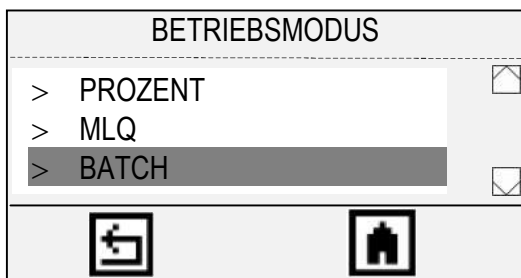 BETRIEBSMODUS
> PROZENT
> MLQ
> BATCH